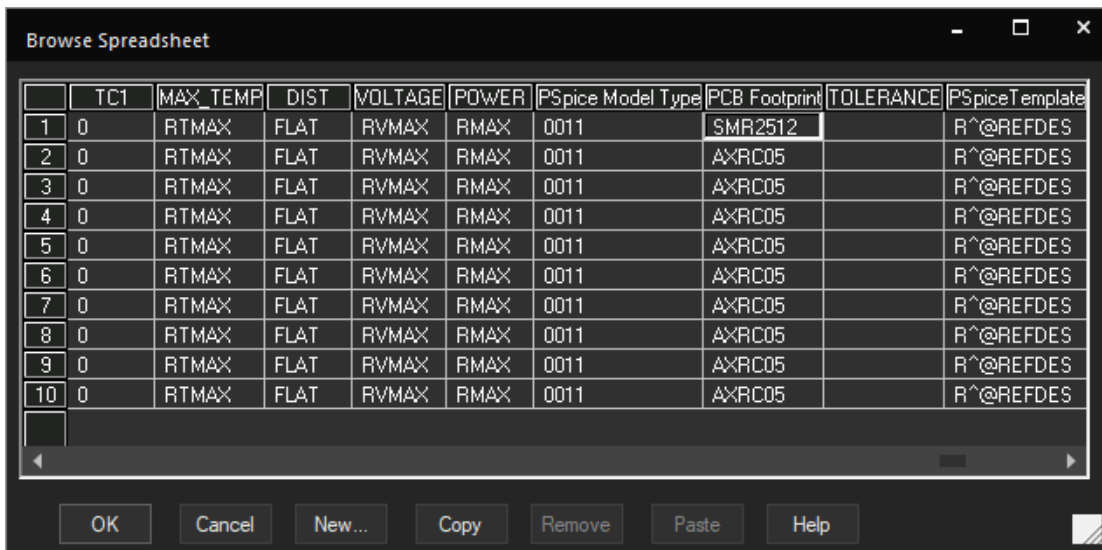 Browse Spreadsheet
TC1 MAX_TEMP DIST VOLTAGE POWER PSpice Model Type PCB Footprint TOLERANCE PSpiceTemplate
1 0 RTMAX FLAT RVMAX RMAX 0011 SMR2512 R^@REFDES
2 0 RTMAX FLAT RVMAX RMAX 0011 AXRC05 R^@REFDES
3 0 RTMAX FLAT RVMAX RMAX 0011 AXRC05 R^@REFDES
4 0 RTMAX FLAT RVMAX RMAX 0011 AXRC05 R^@REFDES
5 0 RTMAX FLAT RVMAX RMAX 0011 AXRC05 R^@REFDES
6 0 RTMAX FLAT RVMAX RMAX 0011 AXRC05 R^@REFDES
7 0 RTMAX FLAT RVMAX RMAX 0011 AXRC05 R^@REFDES
8 0 RTMAX FLAT RVMAX RMAX 0011 AXRC05 R^@REFDES
9 0 RTMAX FLAT RVMAX RMAX 0011 AXRC05 R^@REFDES
10 0 RTMAX FLAT RVMAX RMAX 0011 AXRC05 R^@REFDES
OK Cancel New... Copy Remove Paste Help